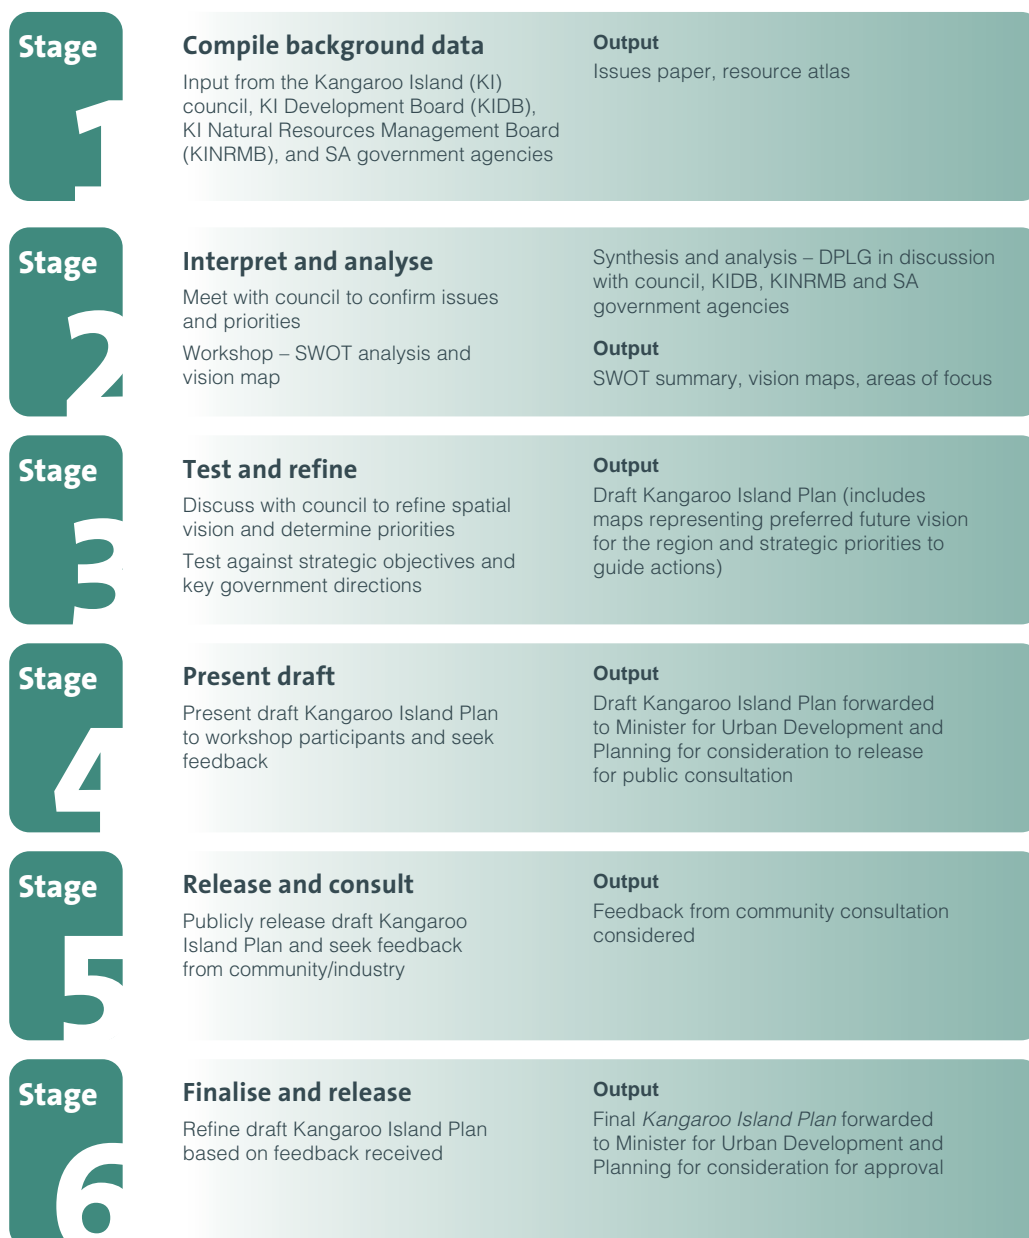 Stage
1
Compile background data
Input from the Kangaroo Island (KI)
council, KI Development Board (KIDB),
KI Natural Resources Management Board
(KINRMB), and SA government agencies
Output
Issues paper, resource atlas
Stage
2
Interpret and analyse
Meet with council to confirm issues
and priorities
Workshop – SWOT analysis and
vision map
Synthesis and analysis – DPLG in discussion
with council, KIDB, KINRMB and SA
government agencies
Output
SWOT summary, vision maps, areas of focus
Stage
3
Test and refine
Discuss with council to refine spatial
vision and determine priorities
Test against strategic objectives and
key government directions
Output
Draft Kangaroo Island Plan (includes
maps representing preferred future vision
for the region and strategic priorities to
guide actions)
Stage
4
Present draft
Present draft Kangaroo Island Plan
to workshop participants and seek
feedback
Output
Draft Kangaroo Island Plan forwarded
to Minister for Urban Development and
Planning for consideration to release
for public consultation
Stage
5
Release and consult
Publicly release draft Kangaroo
Island Plan and seek feedback
from community/industry
Output
Feedback from community consultation
considered
Stage
6
Finalise and release
Refine draft Kangaroo Island Plan
based on feedback received
Output
Final Kangaroo Island Plan forwarded
to Minister for Urban Development and
Planning for consideration for approval